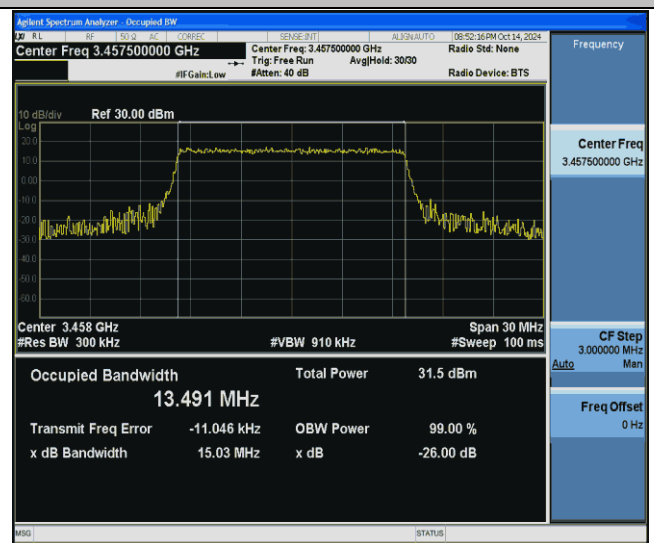 Agilent Spectrum Analyzer - Occupied BW
RL RF 50 Ω AC CORREC SENSE:INT ALIGNAUTO 08:52:16PM Oct 14, 2024
Center Freq 3.457500000 GHz
Center Freq: 3.457500000 GHz Radio Std: None
Trig: Free Run Avg|Hold: 30/30
#IFGain:Low #Atten: 40 dB Radio Device: BTS
Frequency
10 dB/div Ref 30.00 dBm
Log
20.0
10.0
0.00
-10.0
-20.0
-30.0
-40.0
-50.0
-60.0
Center 3.458 GHz Span 30 MHz
#Res BW 300 kHz #VBW 910 kHz #Sweep 100 ms
Occupied Bandwidth Total Power 31.5 dBm
13.491 MHz
Transmit Freq Error -11.046 kHz OBW Power 99.00 %
x dB Bandwidth 15.03 MHz x dB -26.00 dB
Center Freq
3.457500000 GHz
CF Step
3.000000 MHz
Auto Man
Freq Offset
0 Hz
MSG STATUS